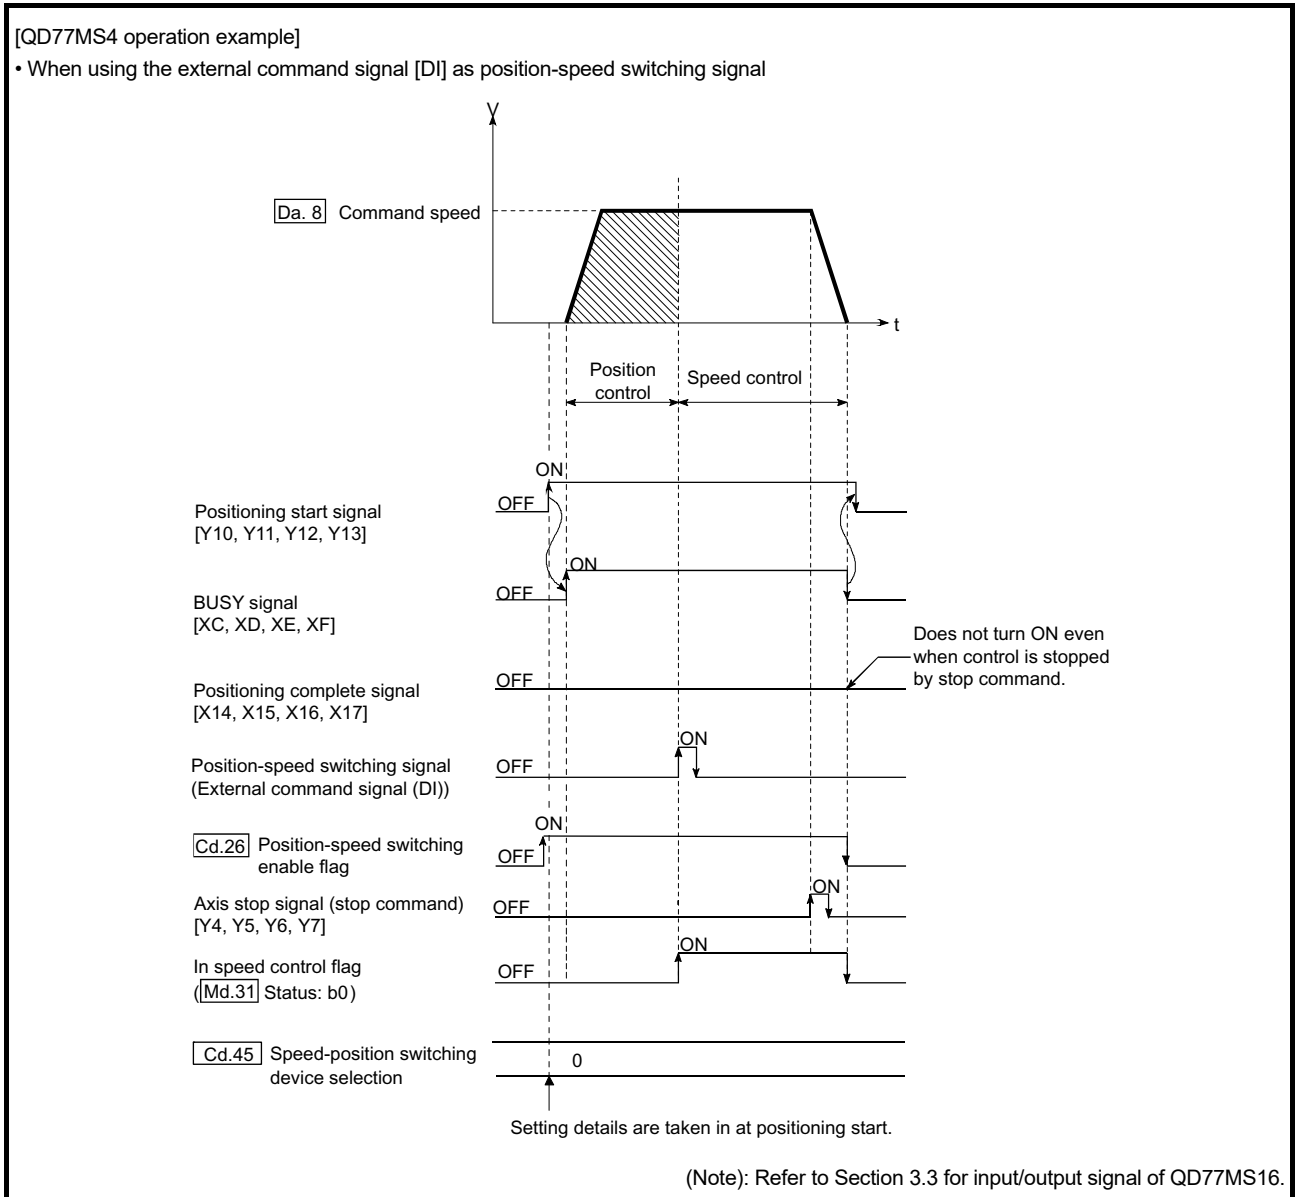 [QD77MS4 operation example]
• When using the external command signal [DI] as position-speed switching signal
V
Da. 8 Command speed
t
Position
control
Speed control
ON
OFF
Positioning start signal
[Y10, Y11, Y12, Y13]
ON
OFF
BUSY signal
[XC, XD, XE, XF]
Does not turn ON even
when control is stopped
by stop command.
OFF
Positioning complete signal
[X14, X15, X16, X17]
ON
OFF
Position-speed switching signal
(External command signal (DI))
ON
Cd.26 Position-speed switching
enable flag
OFF
ON
Axis stop signal (stop command)
[Y4, Y5, Y6, Y7]
OFF
ON
In speed control flag
(Md.31 Status: b0)
OFF
Cd.45 Speed-position switching
device selection
0
Setting details are taken in at positioning start.
(Note): Refer to Section 3.3 for input/output signal of QD77MS16.